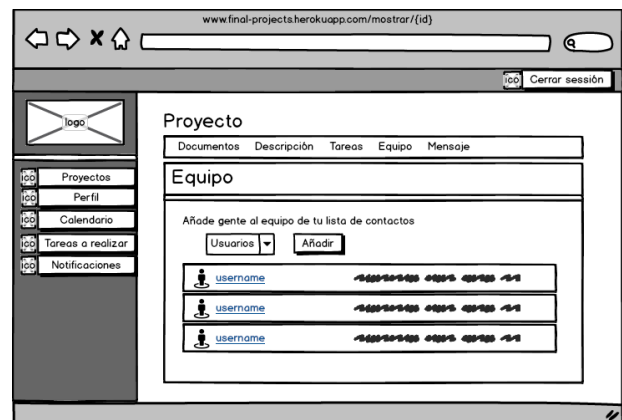 www.final-projects.herokuapp.com/mostrar/{id}
ico Cerrar sessión
logo
Proyecto
Documentos Descripción Tareas Equipo Mensaje
ico Proyectos
ico Perfil
ico Calendario
ico Tareas a realizar
ico Notificaciones
Equipo
Añade gente al equipo de tu lista de contactos
Usuarios Añadir
username
username
username